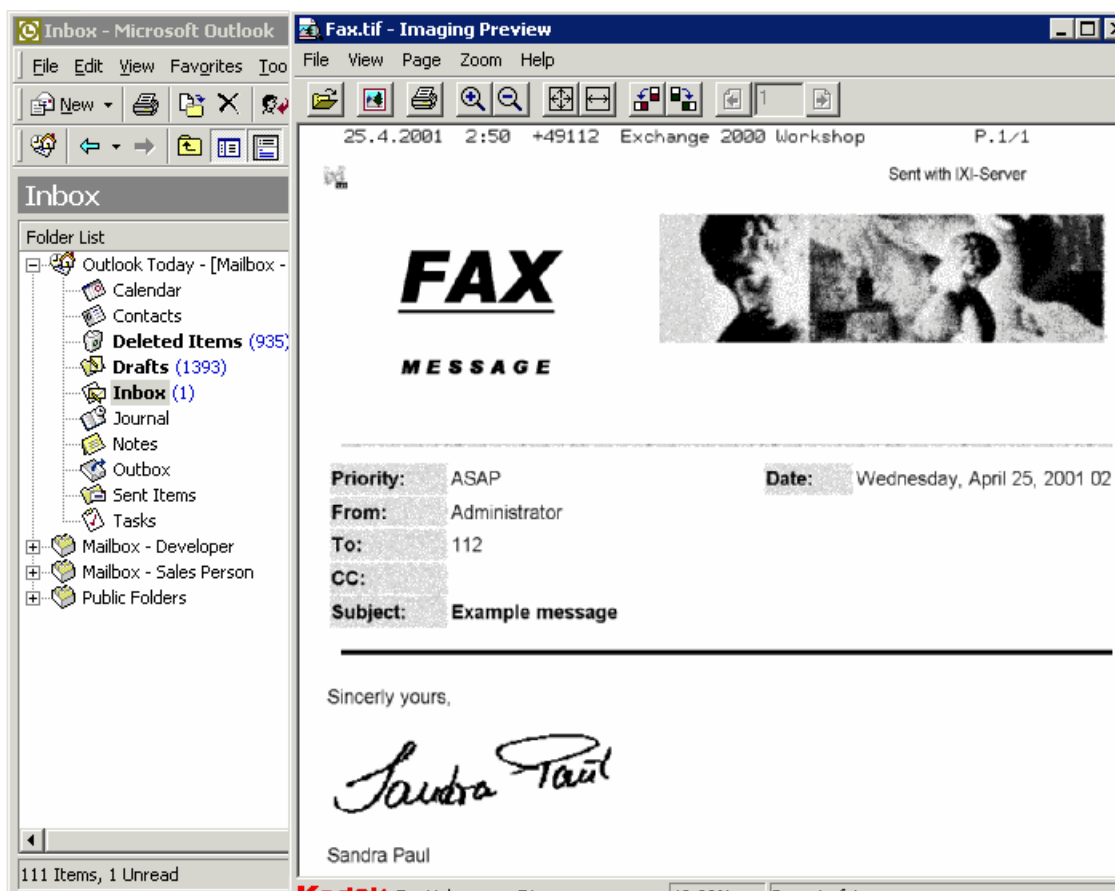 Inbox - Microsoft Outlook
File Edit View Favorites Too
New
Inbox
Folder List
Outlook Today - [Mailbox -
Calendar
Contacts
Deleted Items (935)
Drafts (1393)
Inbox (1)
Journal
Notes
Outbox
Sent Items
Tasks
Mailbox - Developer
Mailbox - Sales Person
Public Folders
111 Items, 1 Unread
Fax.tif - Imaging Preview
File View Page Zoom Help
1
25.4.2001 2:50 +49112 Exchange 2000 Workshop P.1/1
Sent with IXI-Server
FAX
MESSAGE
Priority: ASAP Date: Wednesday, April 25, 2001 02
From: Administrator
To: 112
CC:
Subject: Example message
Sincerly yours,
Sandra Paul
Sandra Paul
Kodak